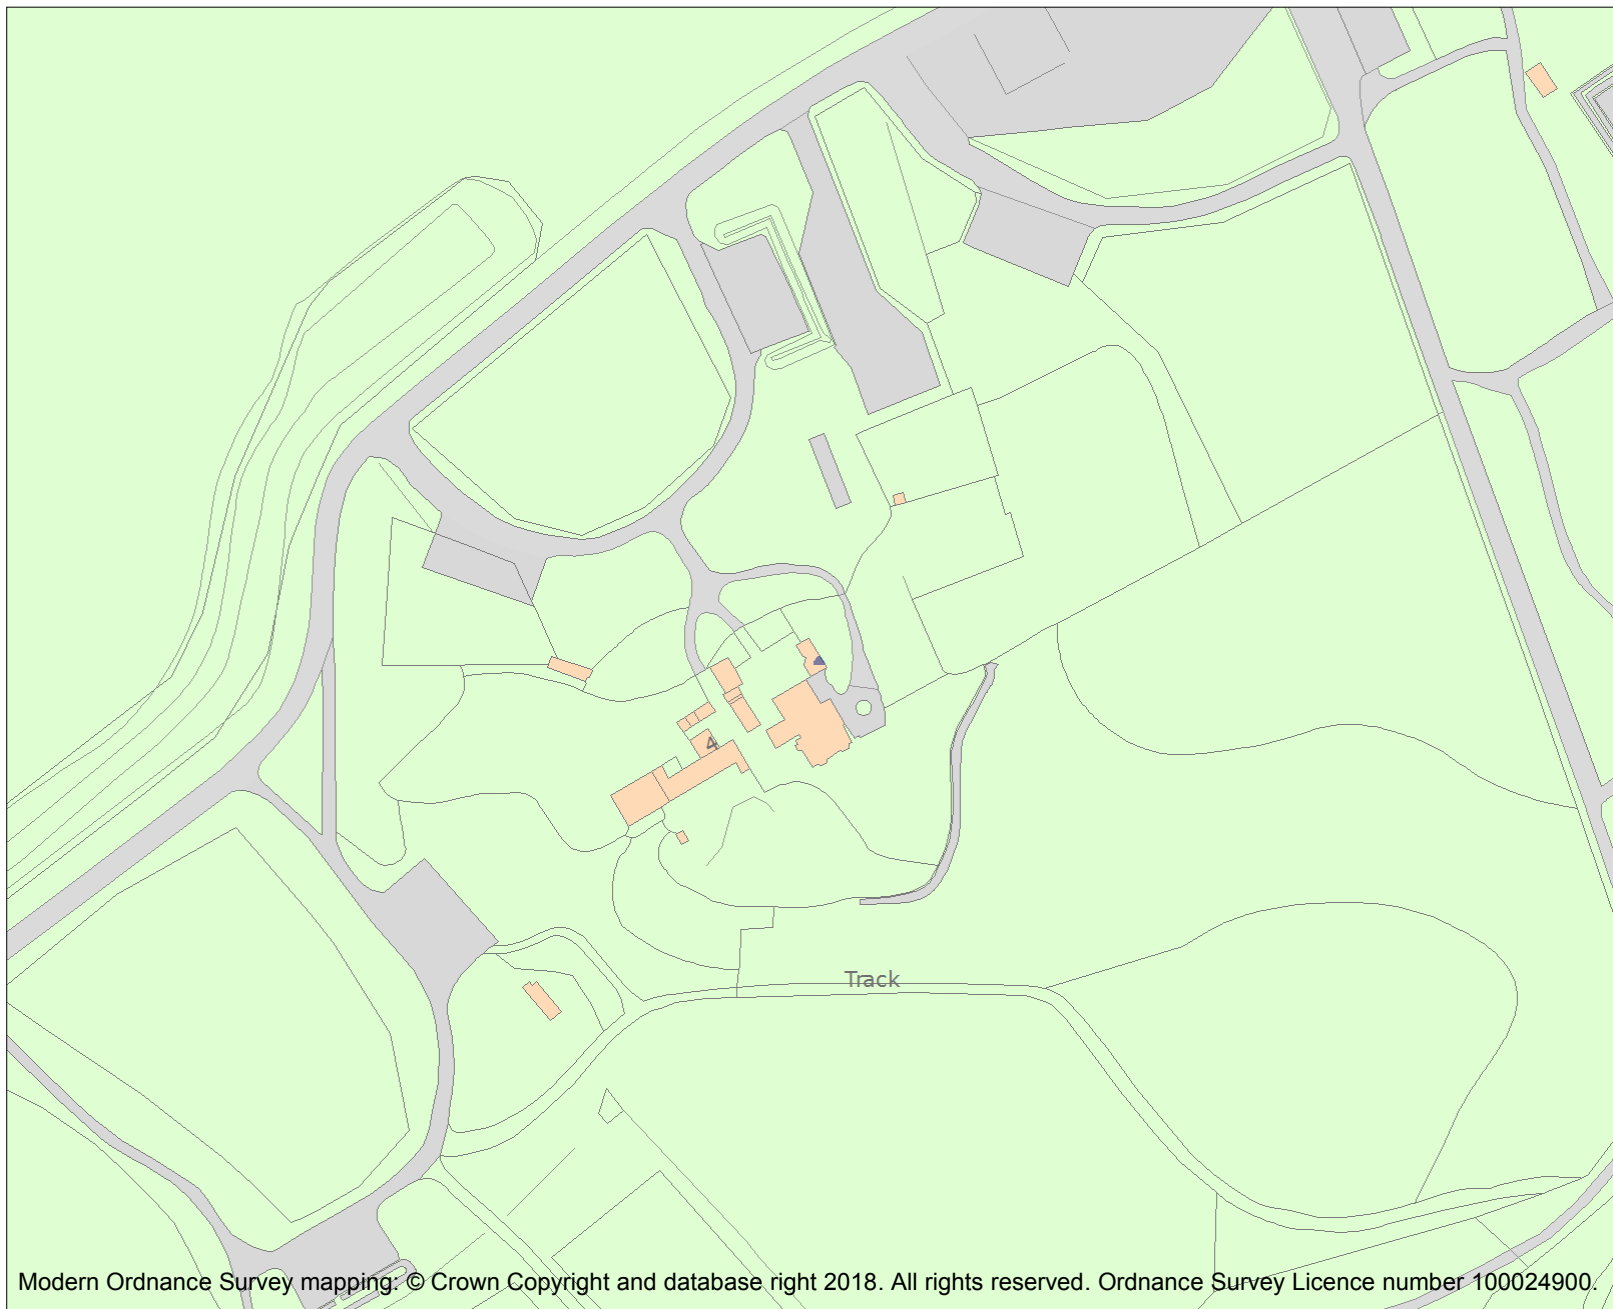 4
Track
Modern Ordnance Survey mapping: © Crown Copyright and database right 2018. All rights reserved. Ordnance Survey Licence number 100024900.